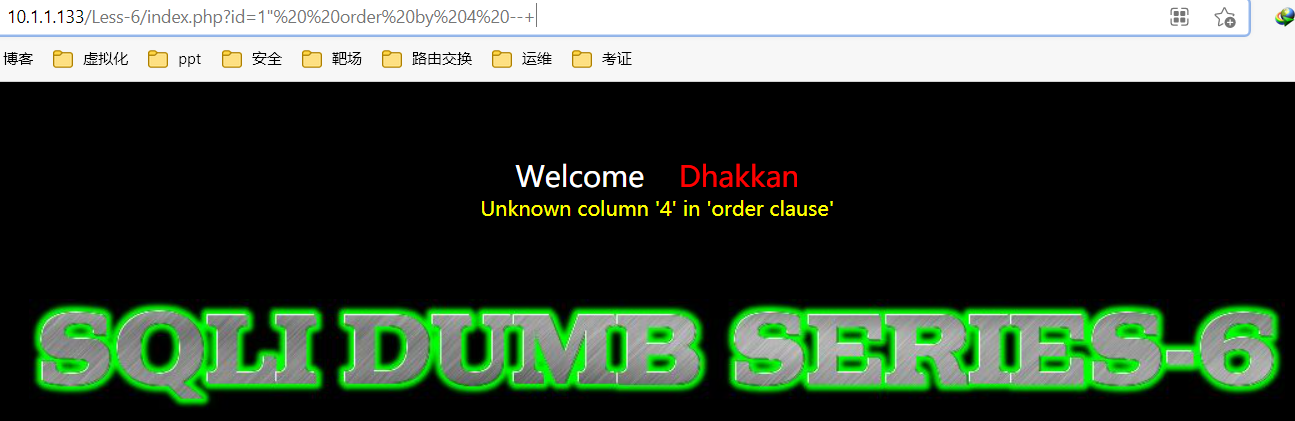 10.1.1.133/Less-6/index.php?id=1"%20%20order%20by%204%20--+
博客 虚拟化 ppt 安全 靶场 路由交换 运维 考证
Welcome Dhakkan
Unknown column '4' in 'order clause'
SQLI DUMB SERIES-6